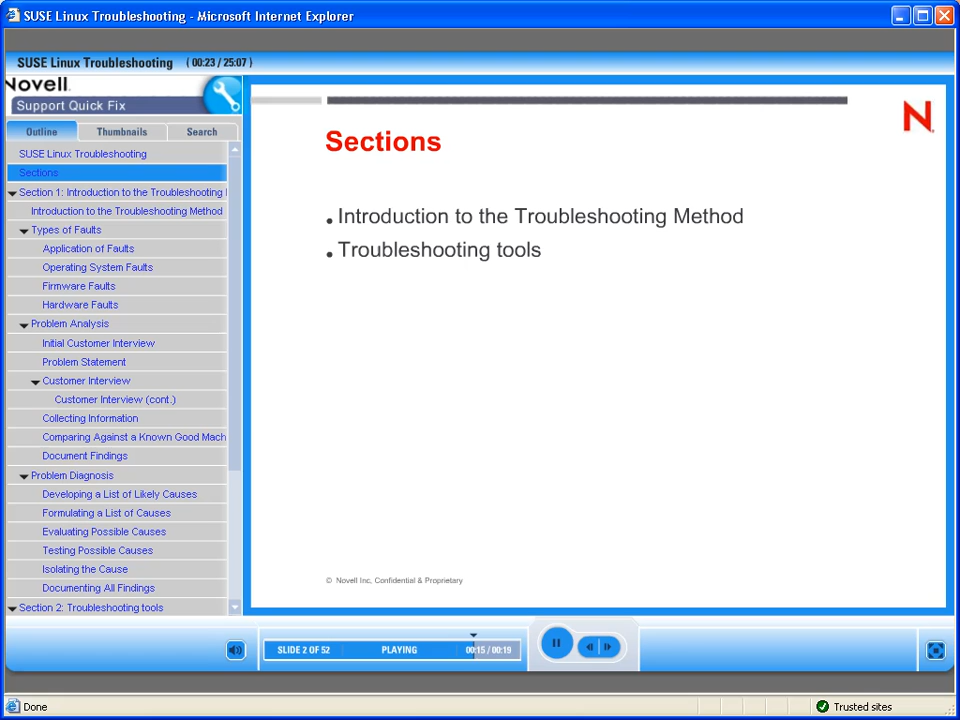 SUSE Linux Troubleshooting - Microsoft Internet Explorer
SUSE Linux Troubleshooting (00:23 / 25:07)
Novell.
Support Quick Fix
Outline Thumbnails Search
SUSE Linux Troubleshooting
Sections
Section 1: Introduction to the Troubleshooting
Introduction to the Troubleshooting Method
Types of Faults
Application of Faults
Operating System Faults
Firmware Faults
Hardware Faults
Problem Analysis
Initial Customer Interview
Problem Statement
Customer Interview
Customer Interview (cont.)
Collecting Information
Comparing Against a Known Good Mach
Document Findings
Problem Diagnosis
Developing a List of Likely Causes
Formulating a List of Causes
Evaluating Possible Causes
Testing Possible Causes
Isolating the Cause
Documenting All Findings
Section 2: Troubleshooting tools
N
Sections
• Introduction to the Troubleshooting Method
• Troubleshooting tools
© Novell Inc, Confidential & Proprietary
SLIDE 2 OF 52 PLAYING 00:15 / 00:19
Done Trusted sites